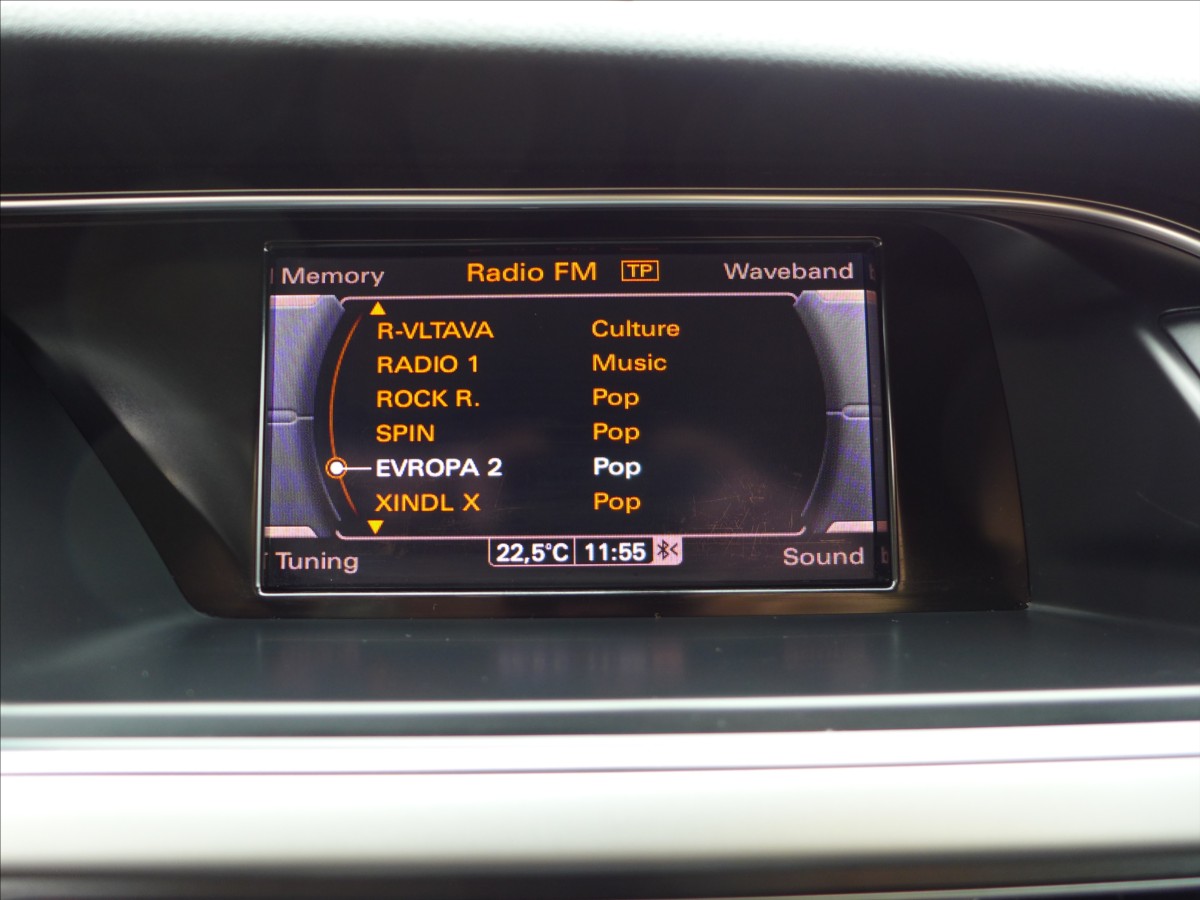 Memory Radio FM TP Waveband
R-VLTAVA Culture
RADIO 1 Music
ROCK R. Pop
SPIN Pop
EVROPA 2 Pop
XINDL X Pop
Tuning 22,5°C 11:55 Sound